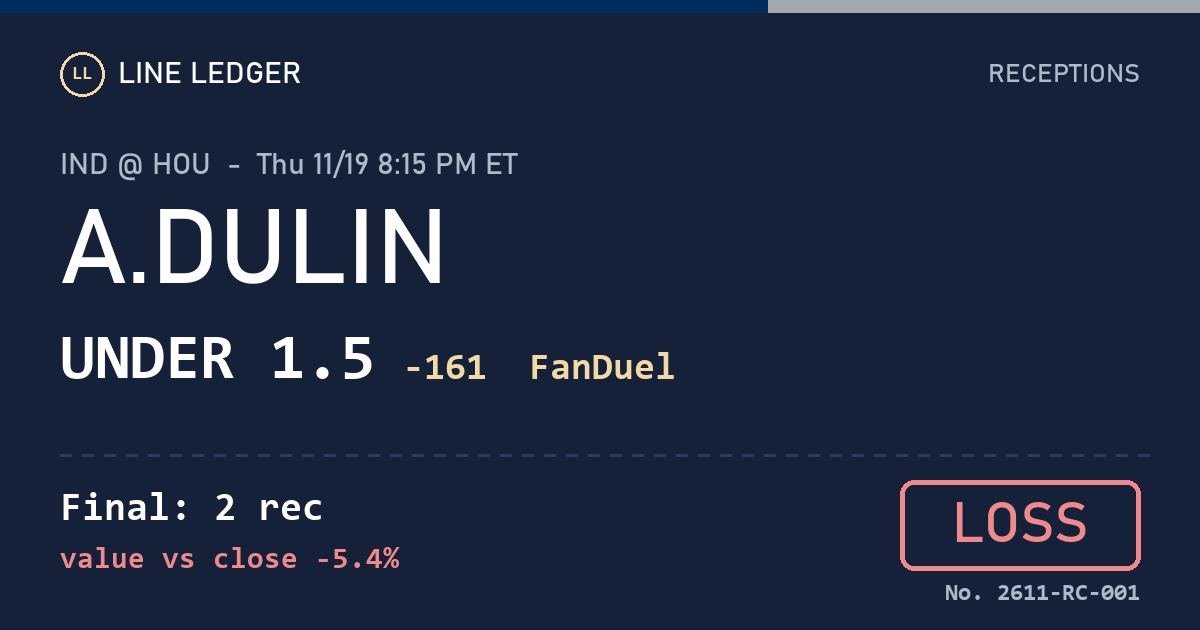 LL LINE LEDGER RECEPTIONS
IND @ HOU - Thu 11/19 8:15 PM ET
A.DULIN
UNDER 1.5 -161 FanDuel
Final: 2 rec
LOSS
value vs close -5.4%
No. 2611-RC-001